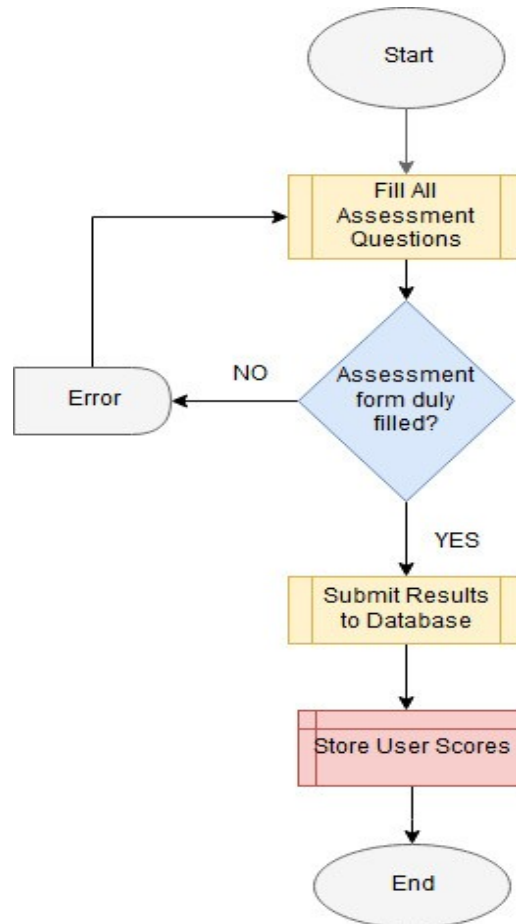 Start
Fill All
Assessment
Questions
NO
Error
Assessment
form duly
filled?
YES
Submit Results
to Database
Store User Scores
End